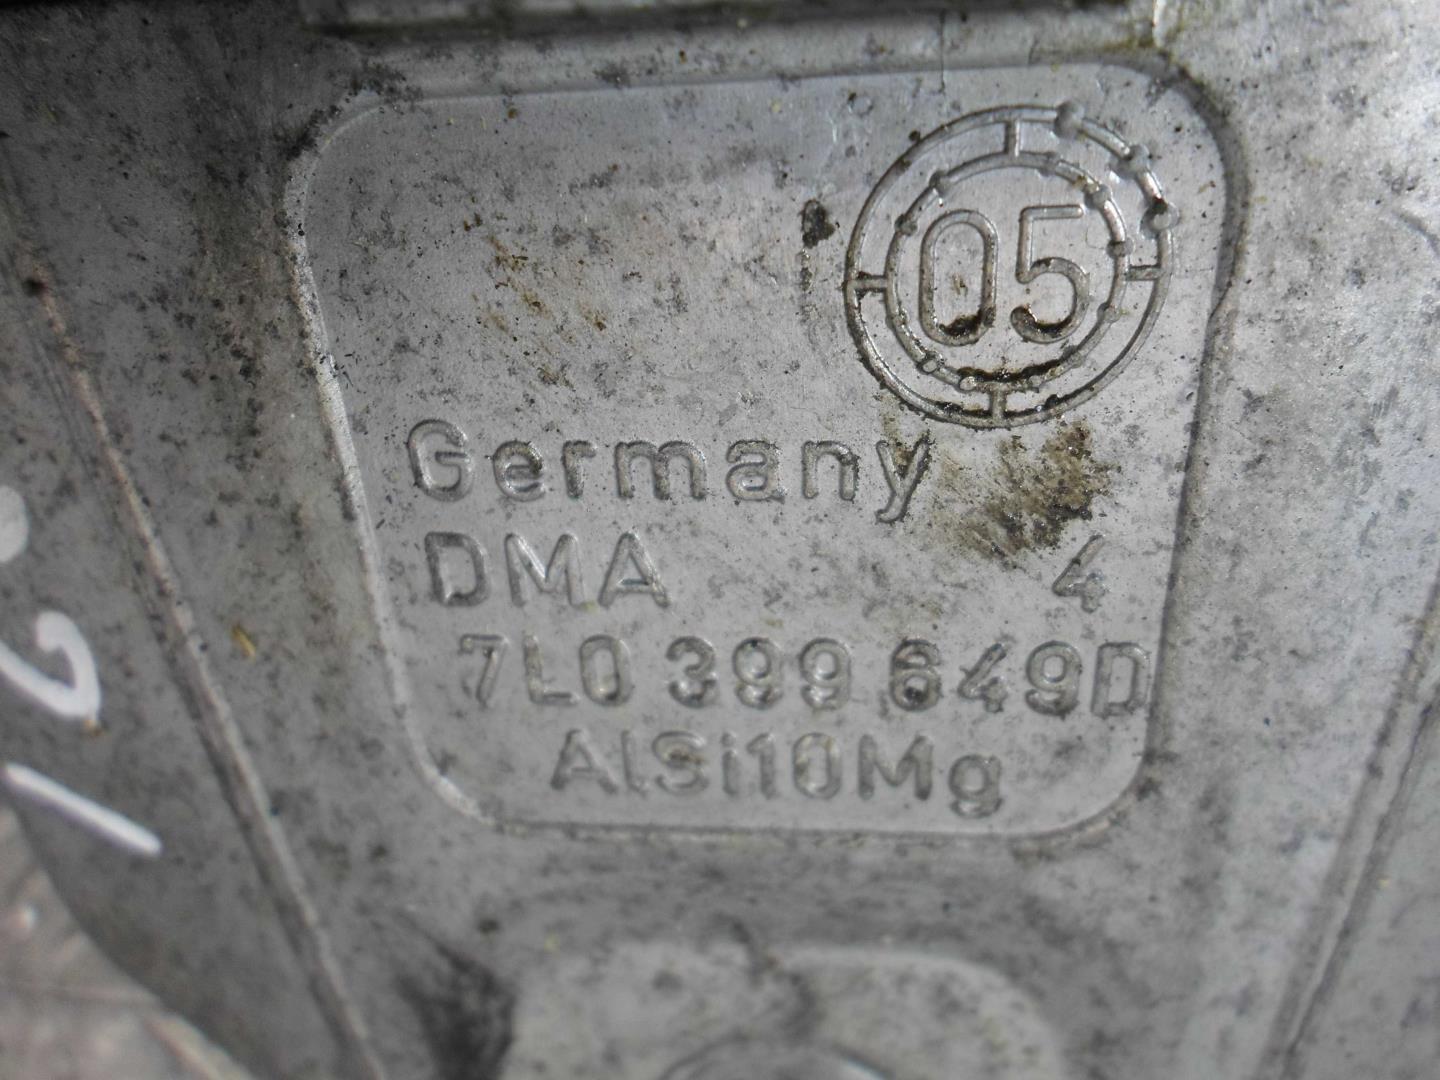 05
Germany
DMA 4
7L0 399 649D
AlSi10Mg